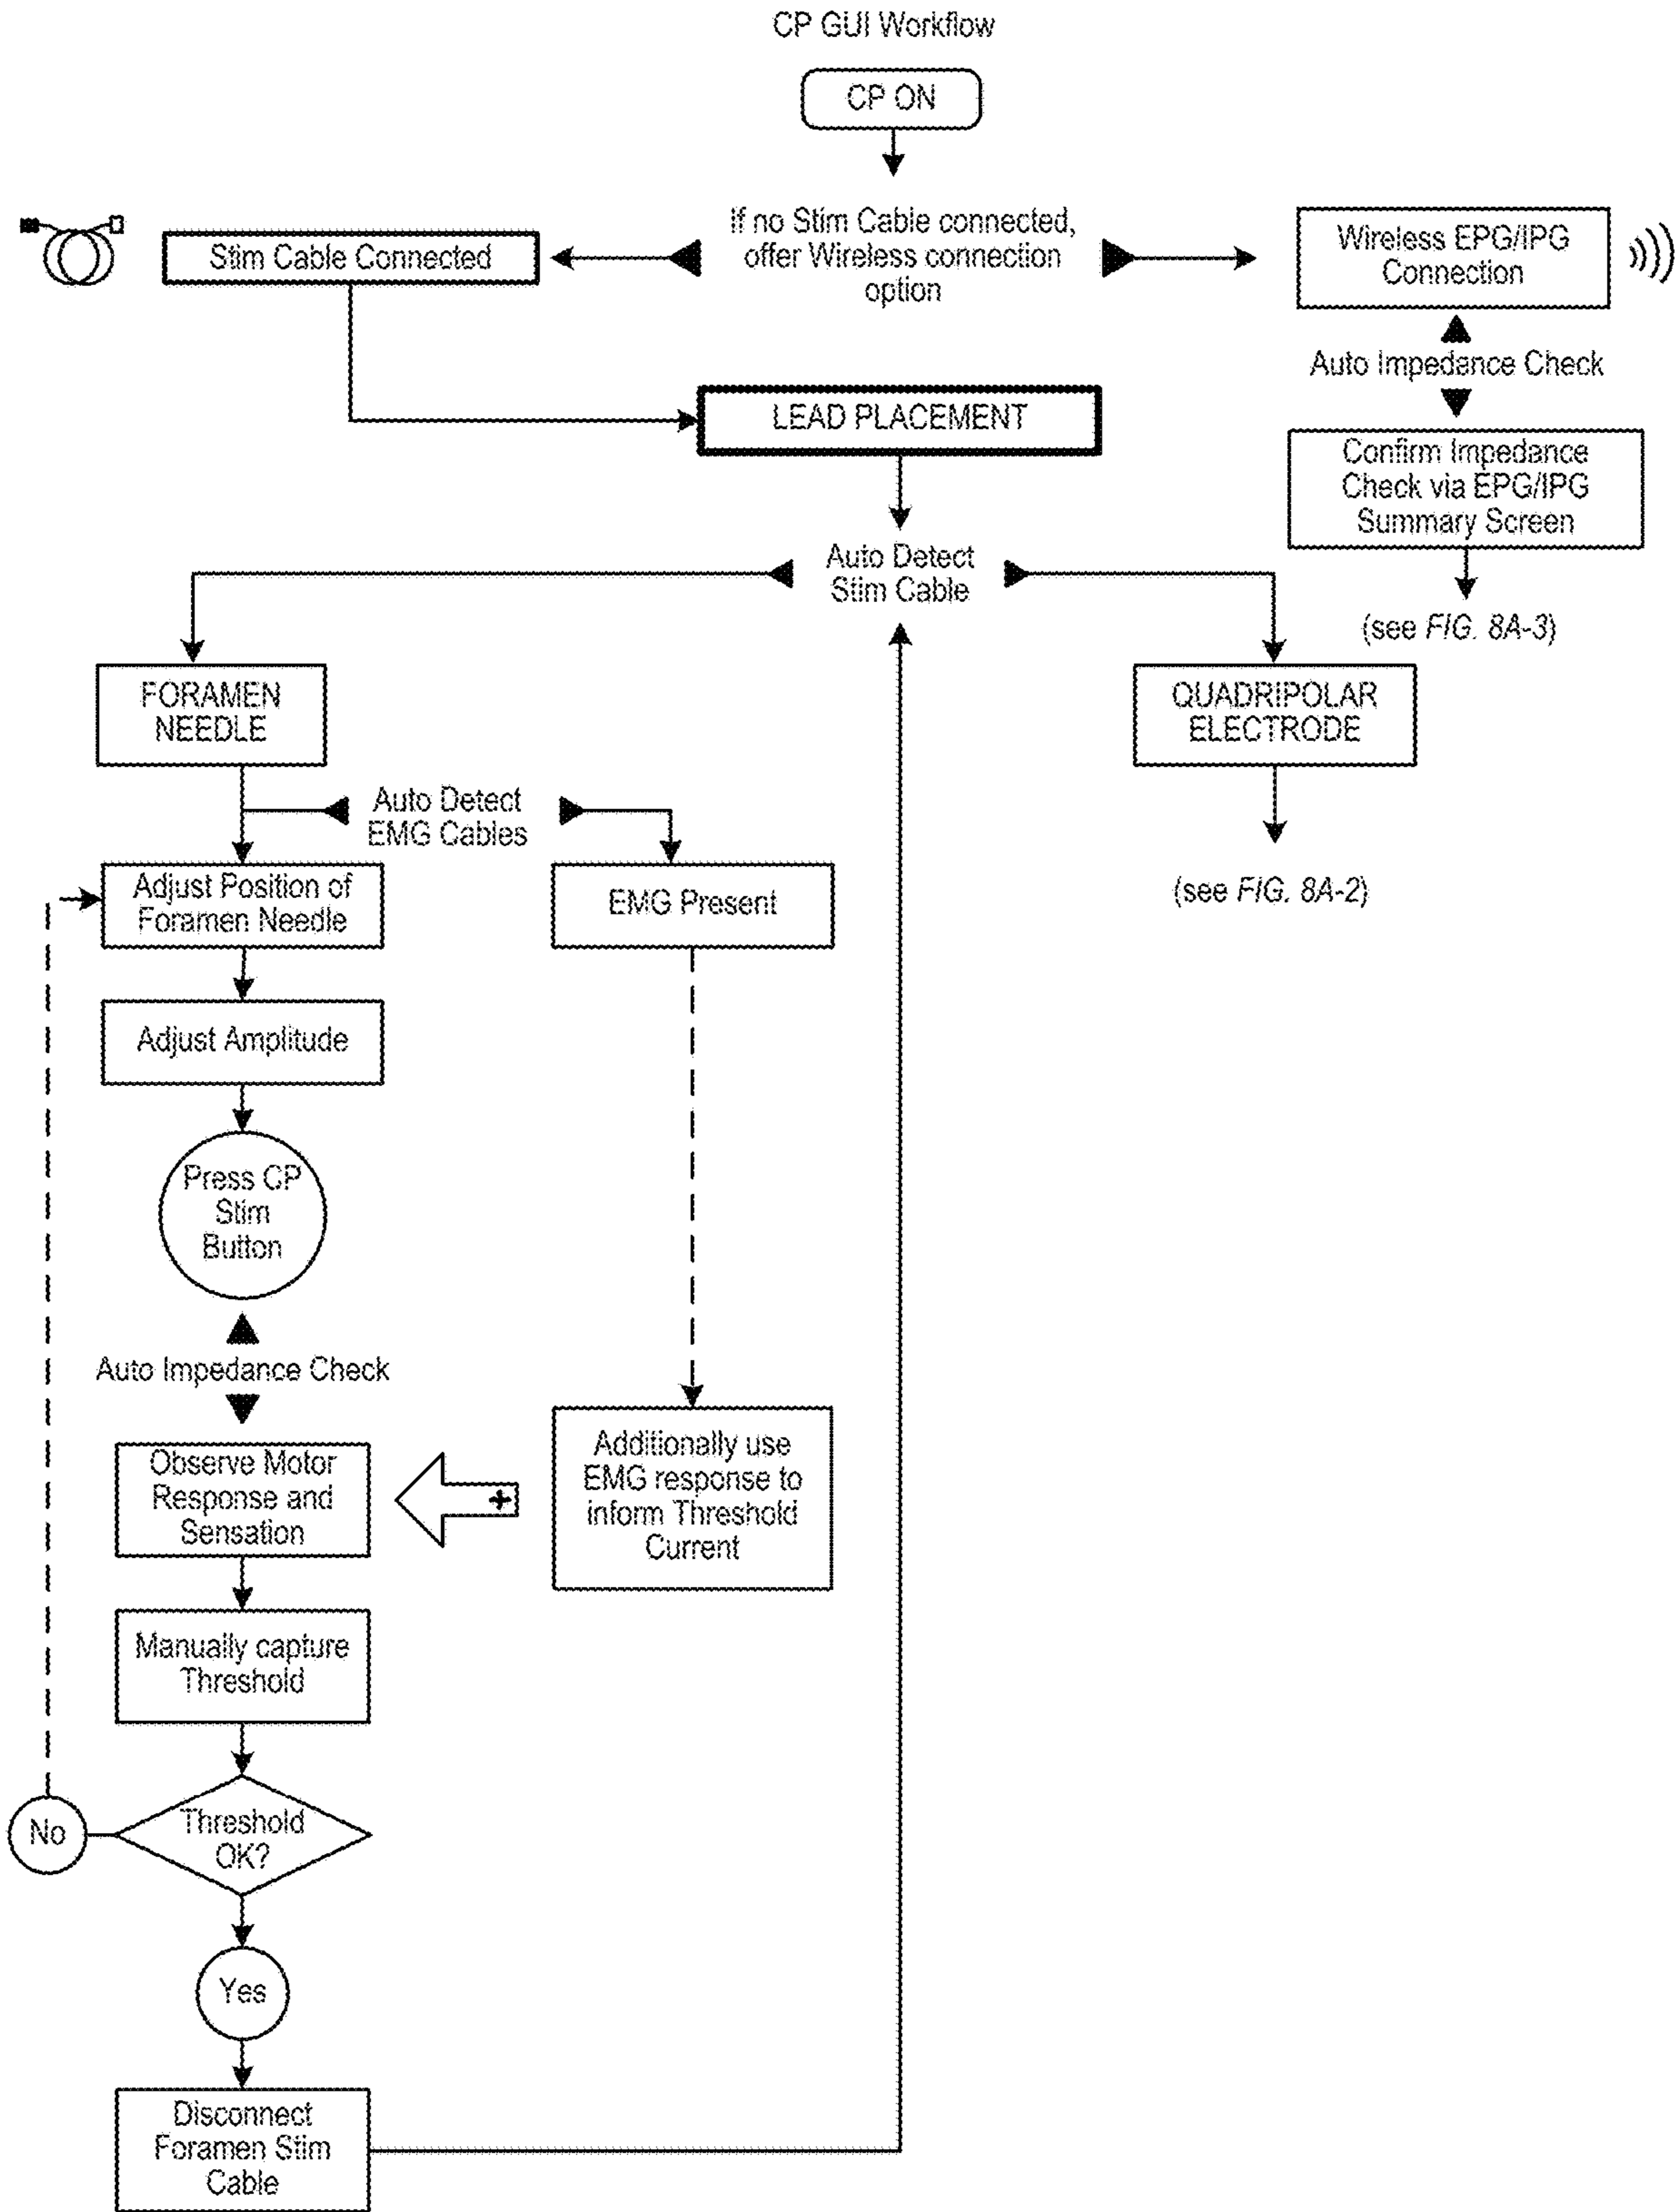 CP GUI Workflow
CP ON
If no Stim Cable connected,
offer Wireless connection
option
Stim Cable Connected
Wireless EPG/IPG
Connection
Auto Impedance Check
LEAD PLACEMENT
Confirm Impedance
Check via EPG/IPG
Summary Screen
(see FIG. 8A-3)
Auto Detect
Stim Cable
FORAMEN
NEEDLE
QUADRIPOLAR
ELECTRODE
(see FIG. 8A-2)
Auto Detect
EMG Cables
Adjust Position of
Foramen Needle
EMG Present
Adjust Amplitude
Press CP
Stim
Button
Auto Impedance Check
Observe Motor
Response and
Sensation
+
Additionally use
EMG response to
inform Threshold
Current
Manually capture
Threshold
Threshold
OK?
No
Yes
Disconnect
Foramen Stim
Cable